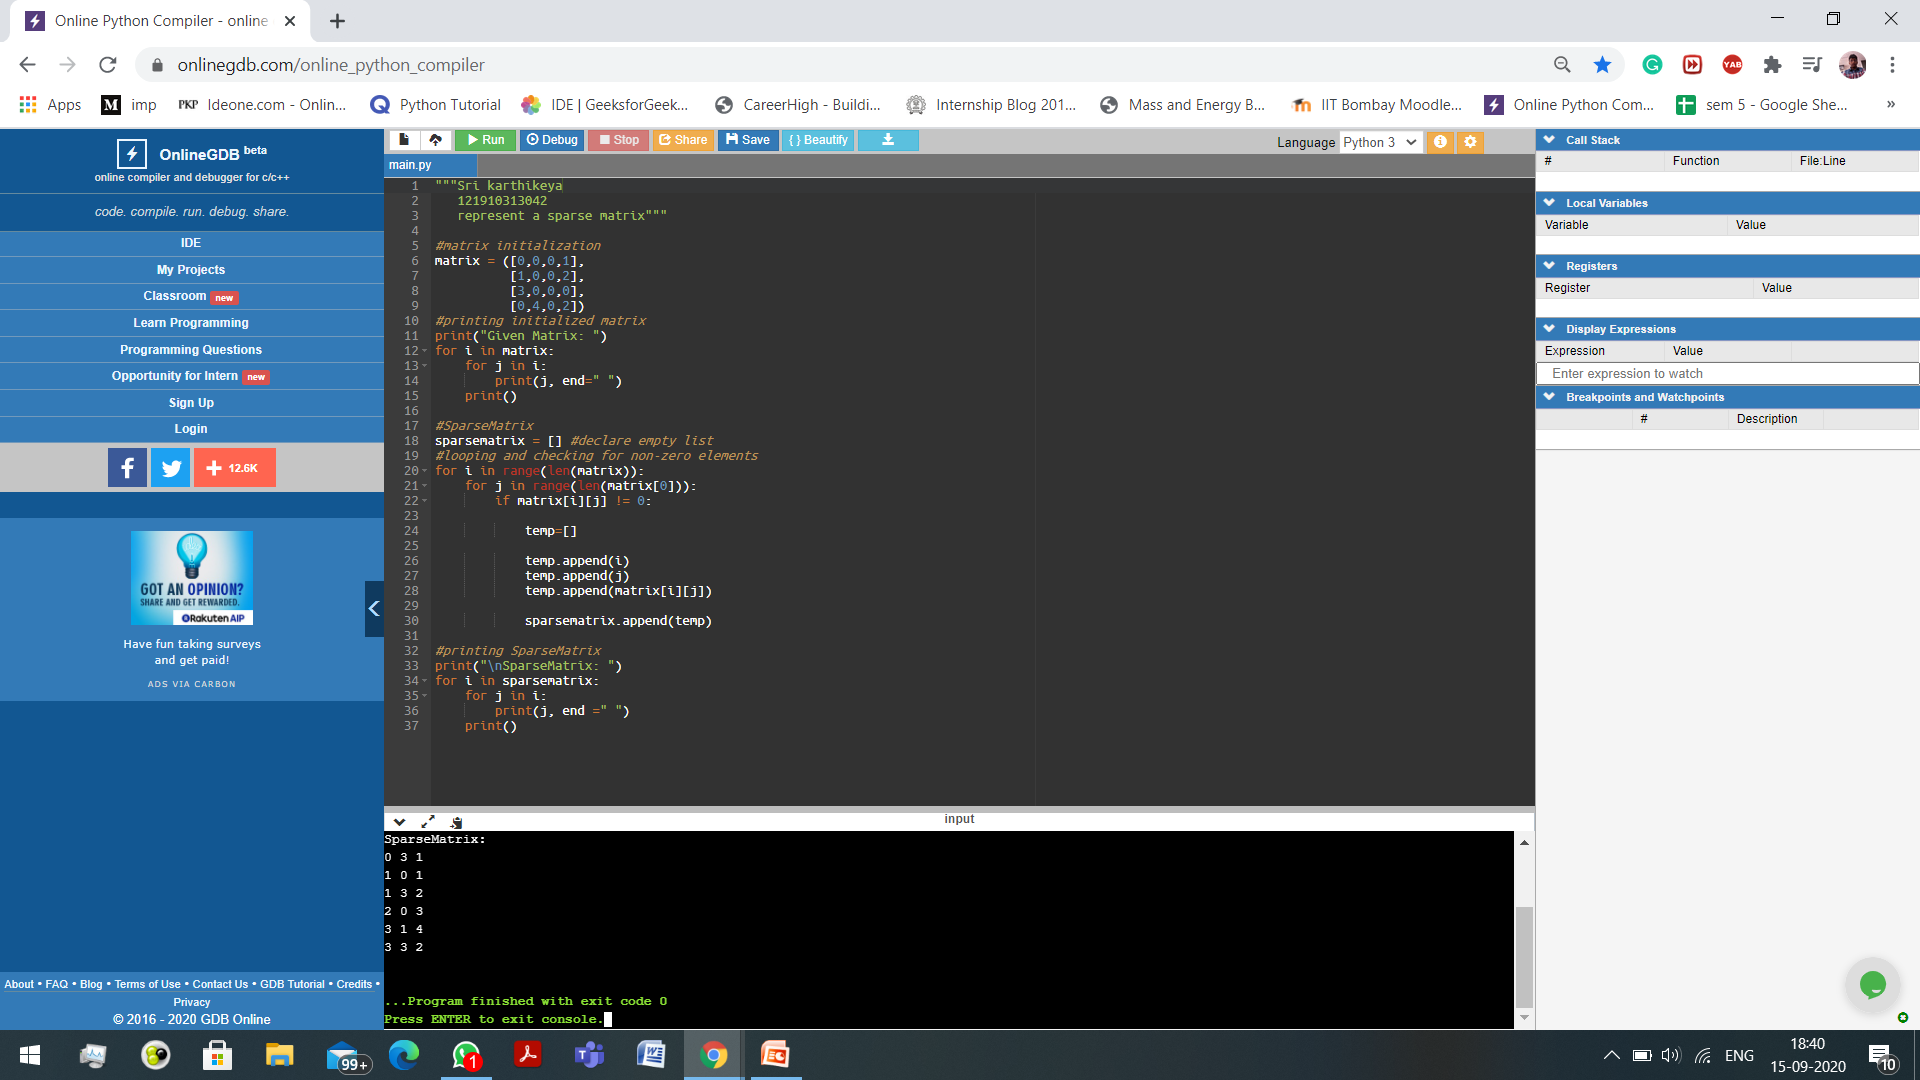 Online Python Compiler - online
onlinegdb.com/online_python_compiler
Apps
M imp
PKP Ideone.com - Onlin...
Python Tutorial
IDE | GeeksforGeek...
CareerHigh - Buildi...
Internship Blog 201...
Mass and Energy B...
IIT Bombay Moodle...
Online Python Com...
sem 5 - Google She...
»
OnlineGDB beta
online compiler and debugger for c/c++
code. compile. run. debug. share.
IDE
My Projects
Classroom new
Learn Programming
Programming Questions
Opportunity for Intern new
Sign Up
Login
f + 12.6K
GOT AN OPINION?
SHARE AND GET REWARDED.
Rakuten AIP
Have fun taking surveys
and get paid!
ADS VIA CARBON
About • FAQ • Blog • Terms of Use • Contact Us • GDB Tutorial • Credits •
Privacy
© 2016 - 2020 GDB Online
Run Debug Stop Share Save { } Beautify
Language Python 3
main.py
1 """Sri karthikeya
2 121910313042
3 represent a sparse matrix"""
4
5 #matrix initialization
6 matrix = ([0,0,0,1],
7 [1,0,0,2],
8 [3,0,0,0],
9 [0,4,0,2])
10 #printing initialized matrix
11 print("Given Matrix: ")
12 for i in matrix:
13 for j in i:
14 print(j, end=" ")
15 print()
16
17 #SparseMatrix
18 sparsematrix = [] #declare empty list
19 #looping and checking for non-zero elements
20 for i in range(len(matrix)):
21 for j in range(len(matrix[0])):
22 if matrix[i][j] != 0:
23
24 temp=[]
25
26 temp.append(i)
27 temp.append(j)
28 temp.append(matrix[i][j])
29
30 sparsematrix.append(temp)
31
32 #printing SparseMatrix
33 print("\nSparseMatrix: ")
34 for i in sparsematrix:
35 for j in i:
36 print(j, end =" ")
37 print()
input
SparseMatrix:
0 3 1
1 0 1
1 3 2
2 0 3
3 1 4
3 3 2
...Program finished with exit code 0
Press ENTER to exit console.
Call Stack
# Function File:Line
Local Variables
Variable Value
Registers
Register Value
Display Expressions
Expression Value
Enter expression to watch
Breakpoints and Watchpoints
# Description
99+
1
ENG
18:40
15-09-2020
10